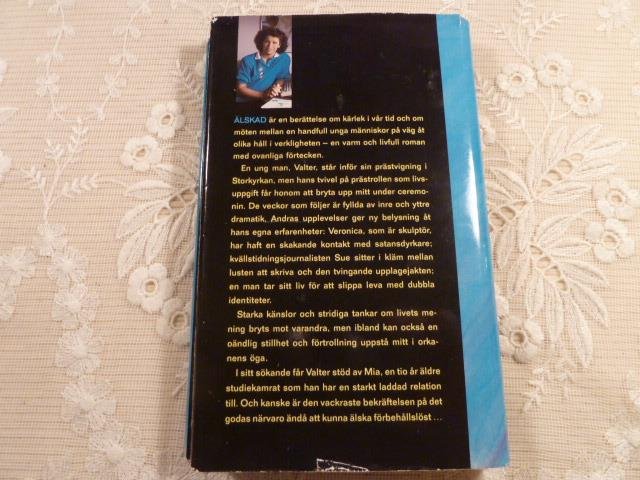 ÄLSKAD är en berättelse om kärlek i vår tid och om
möten mellan en handfull unga människor på väg åt
olika håll i verkligheten – en varm och livfull roman
med ovanliga förtecken.
En ung man, Valter, står inför sin prästvigning i
Storkyrkan, men hans tvivel på prästrollen som livs-
uppgift får honom att bryta upp mitt under ceremo-
nin. De veckor som följer är fyllda av inre och yttre
dramatik. Andras upplevelser ger ny belysning åt
hans egna erfarenheter: Veronica, som är skulptör,
har haft en skakande kontakt med satansdyrkare;
kvällstidningsjournalisten Sue sitter i kläm mellan
lusten att skriva och den tvingande upplagejakten;
en man tar sitt liv för att slippa leva med dubbla
identiteter.
Starka känslor och stridiga tankar om livets me-
ning bryts mot varandra, men ibland kan också en
oändlig stillhet och förtrollning uppstå mitt i orka-
nens öga.
I sitt sökande får Valter stöd av Mia, en tio år äldre
studiekamrat som han har en starkt laddad relation
till. Och kanske är den vackraste bekräftelsen på det
godas närvaro ändå att kunna älska förbehållslöst ...